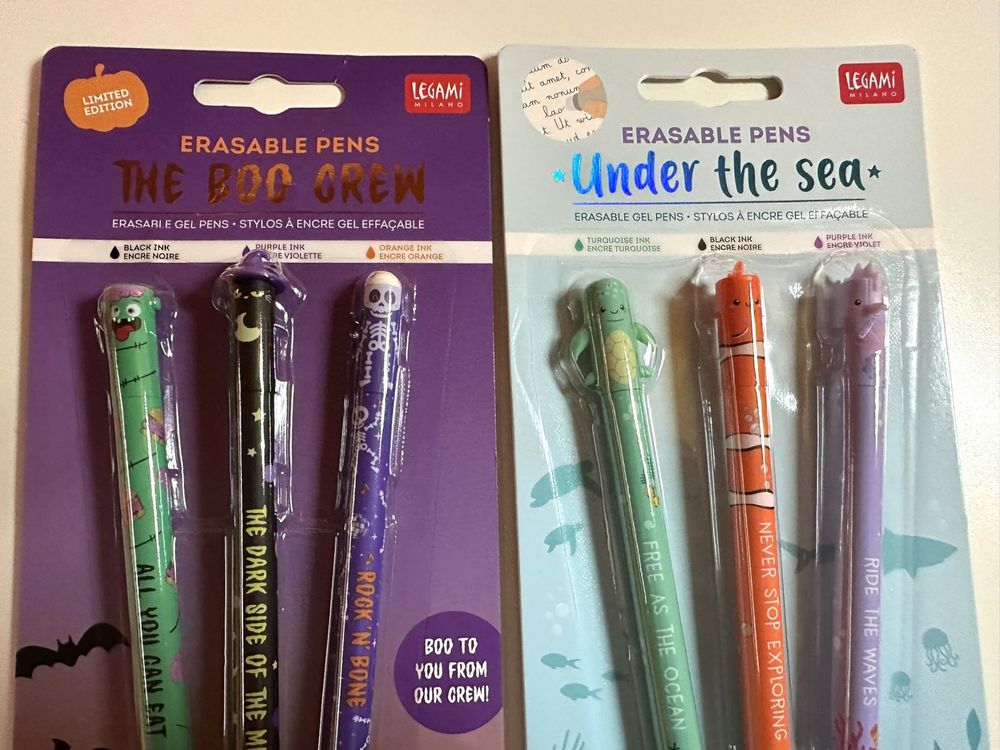 LIMITED
EDITION
LEGAMI
MILANO
ERASABLE PENS
THE BOO CREW
ERASABLE GEL PENS • STYLOS À ENCRE GEL EFFAÇABLE
BLACK INK
ENCRE NOIRE
PURPLE INK
VIOLETTE
ORANGE INK
ENCRE ORANGE
ALL YOU CAN EAT
THE DARK SIDE OF THE
ROCK 'N' BONE
BOO TO
YOU FROM
OUR CREW!
amet,
LEGAMI
MILANO
ERASABLE PENS
Under the sea
ERASABLE GEL PENS • STYLOS À ENCRE GEL EFFAÇABLE
TURQUOISE INK
ENCRE TURQUOISE
BLACK INK
ENCRE NOIRE
PURPLE INK
ENCRE VIOLET
FREE AS THE OCEAN
NEVER STOP EXPLORING
RIDE THE WAVES